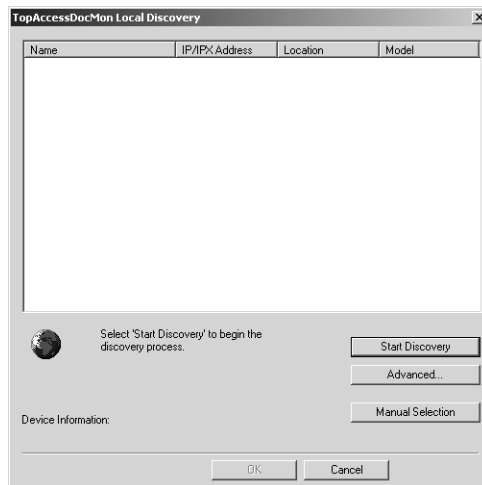 TopAccessDocMon Local Discovery
Name IP/IPX Address Location Model
Select 'Start Discovery' to begin the
discovery process.
Start Discovery
Advanced...
Manual Selection
Device Information:
OK Cancel